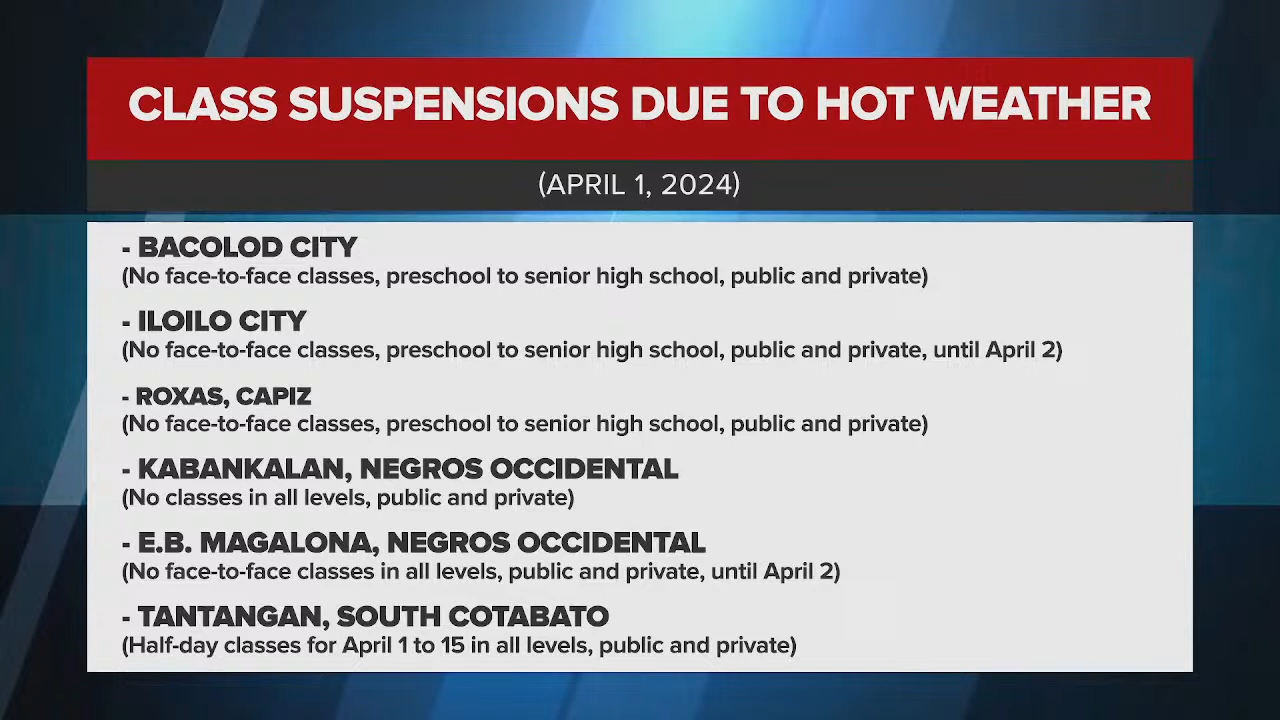 CLASS SUSPENSIONS DUE TO HOT WEATHER
(APRIL 1, 2024)
- BACOLOD CITY
(No face-to-face classes, preschool to senior high school, public and private)
- ILOILO CITY
(No face-to-face classes, preschool to senior high school, public and private, until April 2)
- ROXAS, CAPIZ
(No face-to-face classes, preschool to senior high school, public and private)
- KABANKALAN, NEGROS OCCIDENTAL
(No classes in all levels, public and private)
- E.B. MAGALONA, NEGROS OCCIDENTAL
(No face-to-face classes in all levels, public and private, until April 2)
- TANTANGAN, SOUTH COTABATO
(Half-day classes for April 1 to 15 in all levels, public and private)